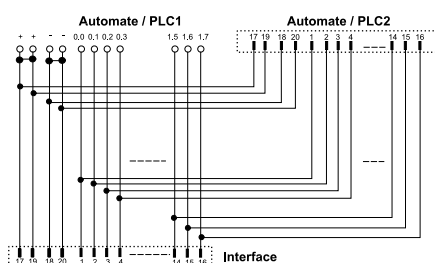 Automate / PLC1
Automate / PLC2
+ + - - 0,0 0,1 0,2 0,3 1,5 1,6 1,7
17 19 18 20 1 2 3 4 14 15 16
17 19 18 20 1 2 3 4 14 15 16
Interface